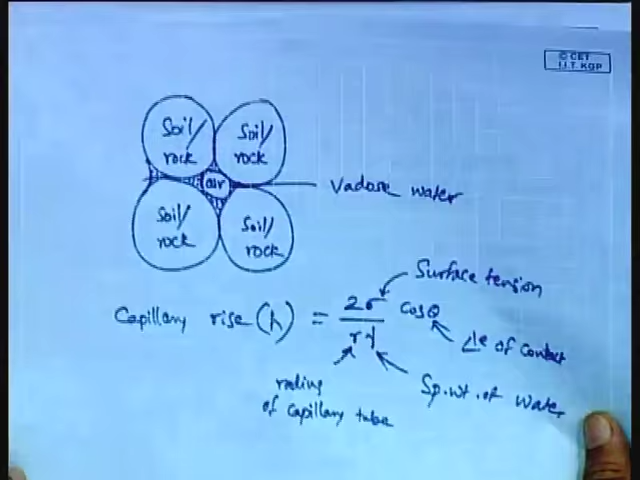 © CET
I.I.T. KGP
Soil/
rock
Soil/
rock
air
Vadose water
Soil/
rock
Soil/
rock
Surface tension
Capillary rise (h) = 2σ/rγ Cosθ
∠le of contact
radius
of capillary tube
Sp.wt. of water